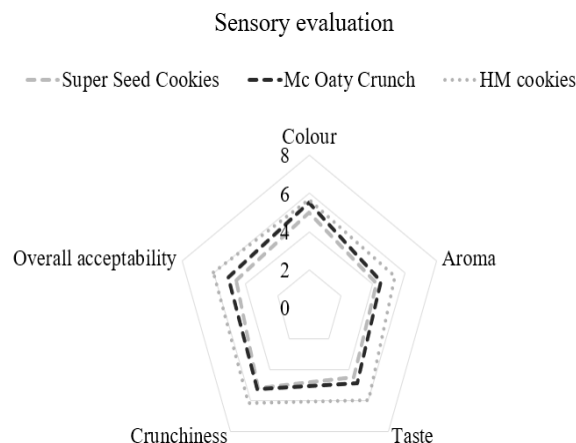 Sensory evaluation
Super Seed Cookies Mc Oaty Crunch HM cookies
Colour
8
6
4
2
0
Overall acceptability
Aroma
Crunchiness
Taste